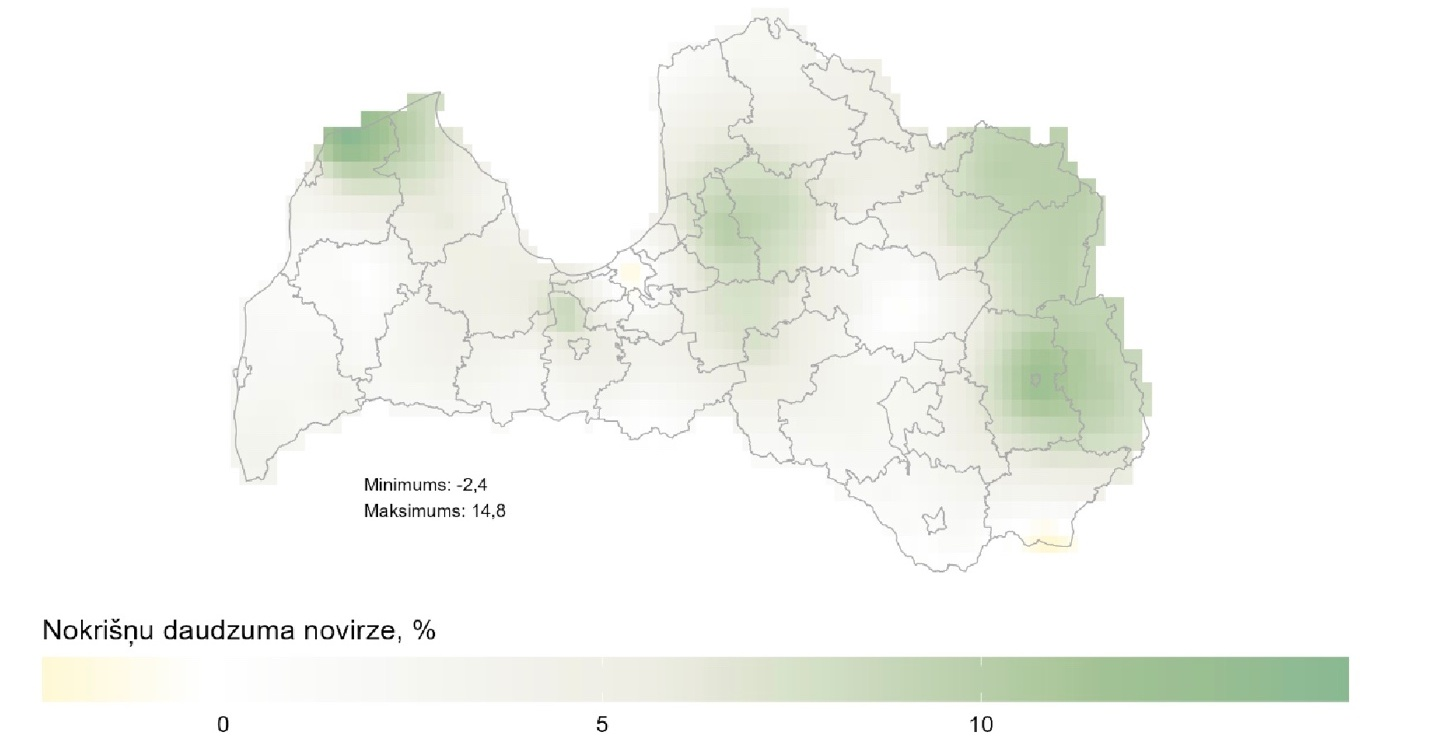 Minimums: -2,4
Maksimums: 14,8
Nokrišņu daudzuma novirze, %
0 5 10